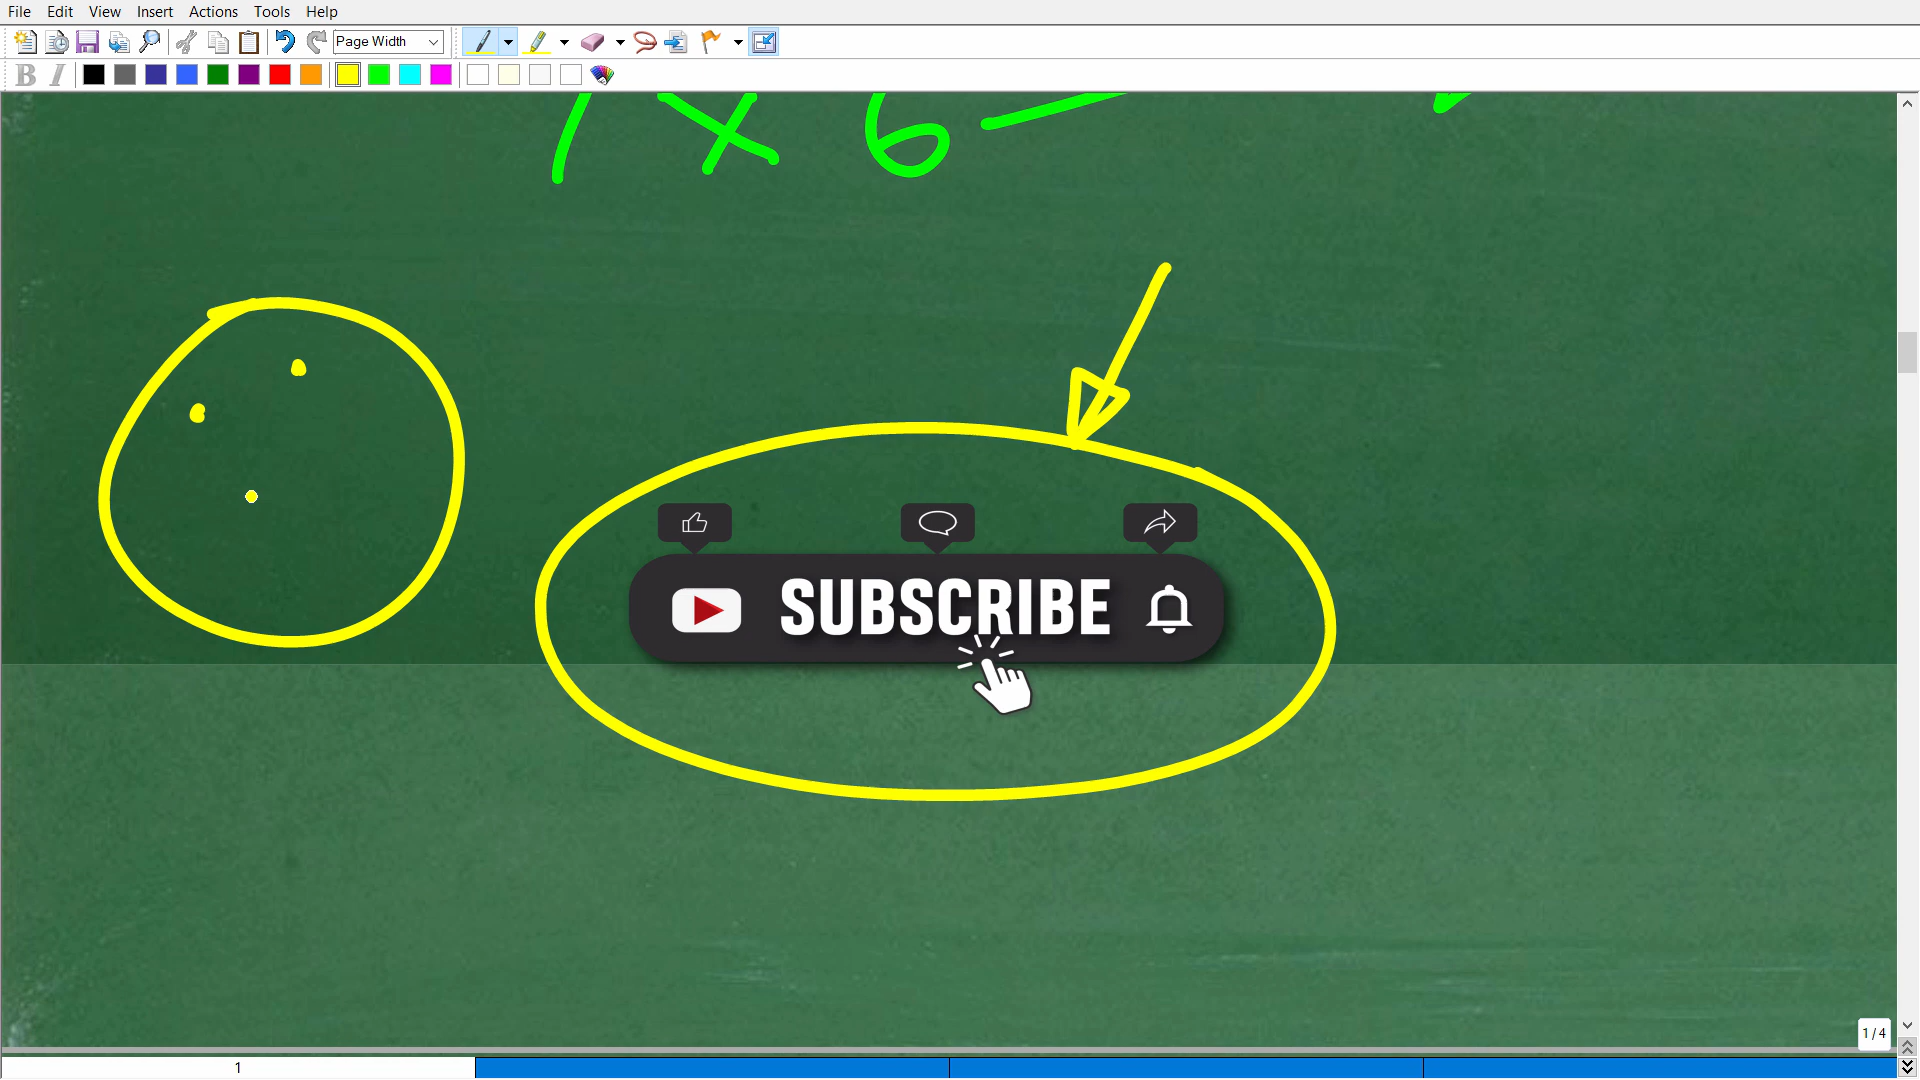 File Edit View Insert Actions Tools Help
Page Width
B I
7 x 6
SUBSCRIBE
1 / 4
1